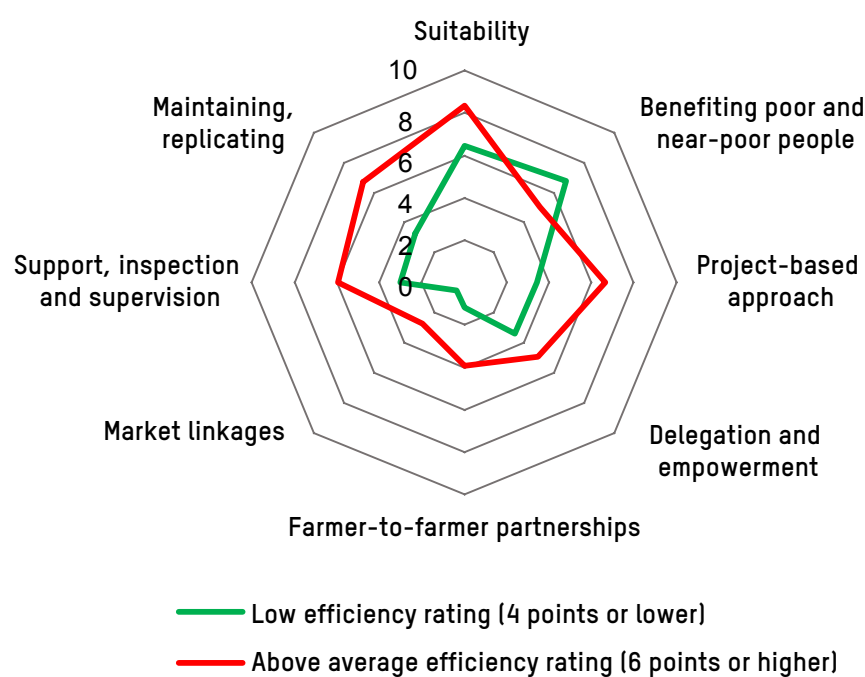 Suitability
10
Maintaining,
replicating
Benefiting poor and
near-poor people
8
6
4
2
0
Support, inspection
and supervision
Project-based
approach
Market linkages
Delegation and
empowerment
Farmer-to-farmer partnerships
Low efficiency rating (4 points or lower)
Above average efficiency rating (6 points or higher)